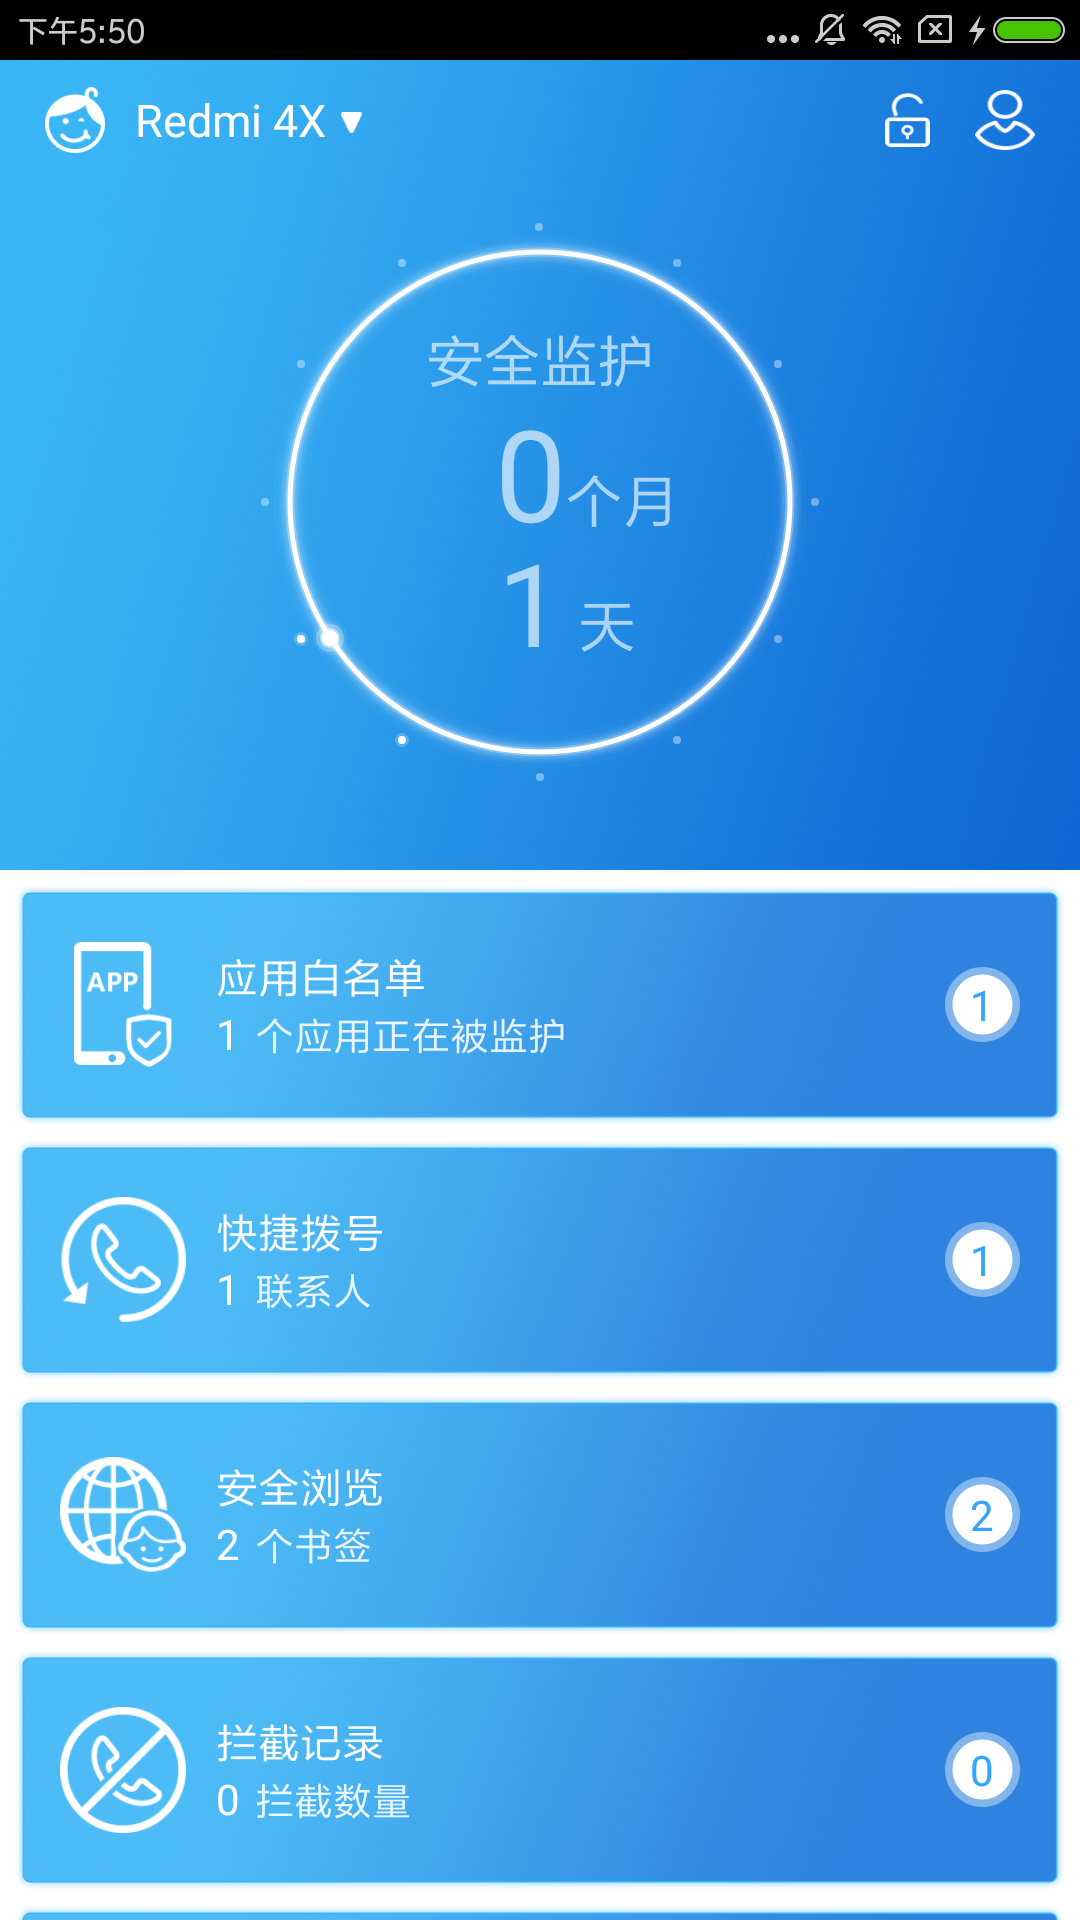 下午5:50
Redmi 4X
安全监护
0个月
1 天
APP
应用白名单
1 个应用正在被监护
1
快捷拨号
1 联系人
1
安全浏览
2 个书签
2
拦截记录
0 拦截数量
0